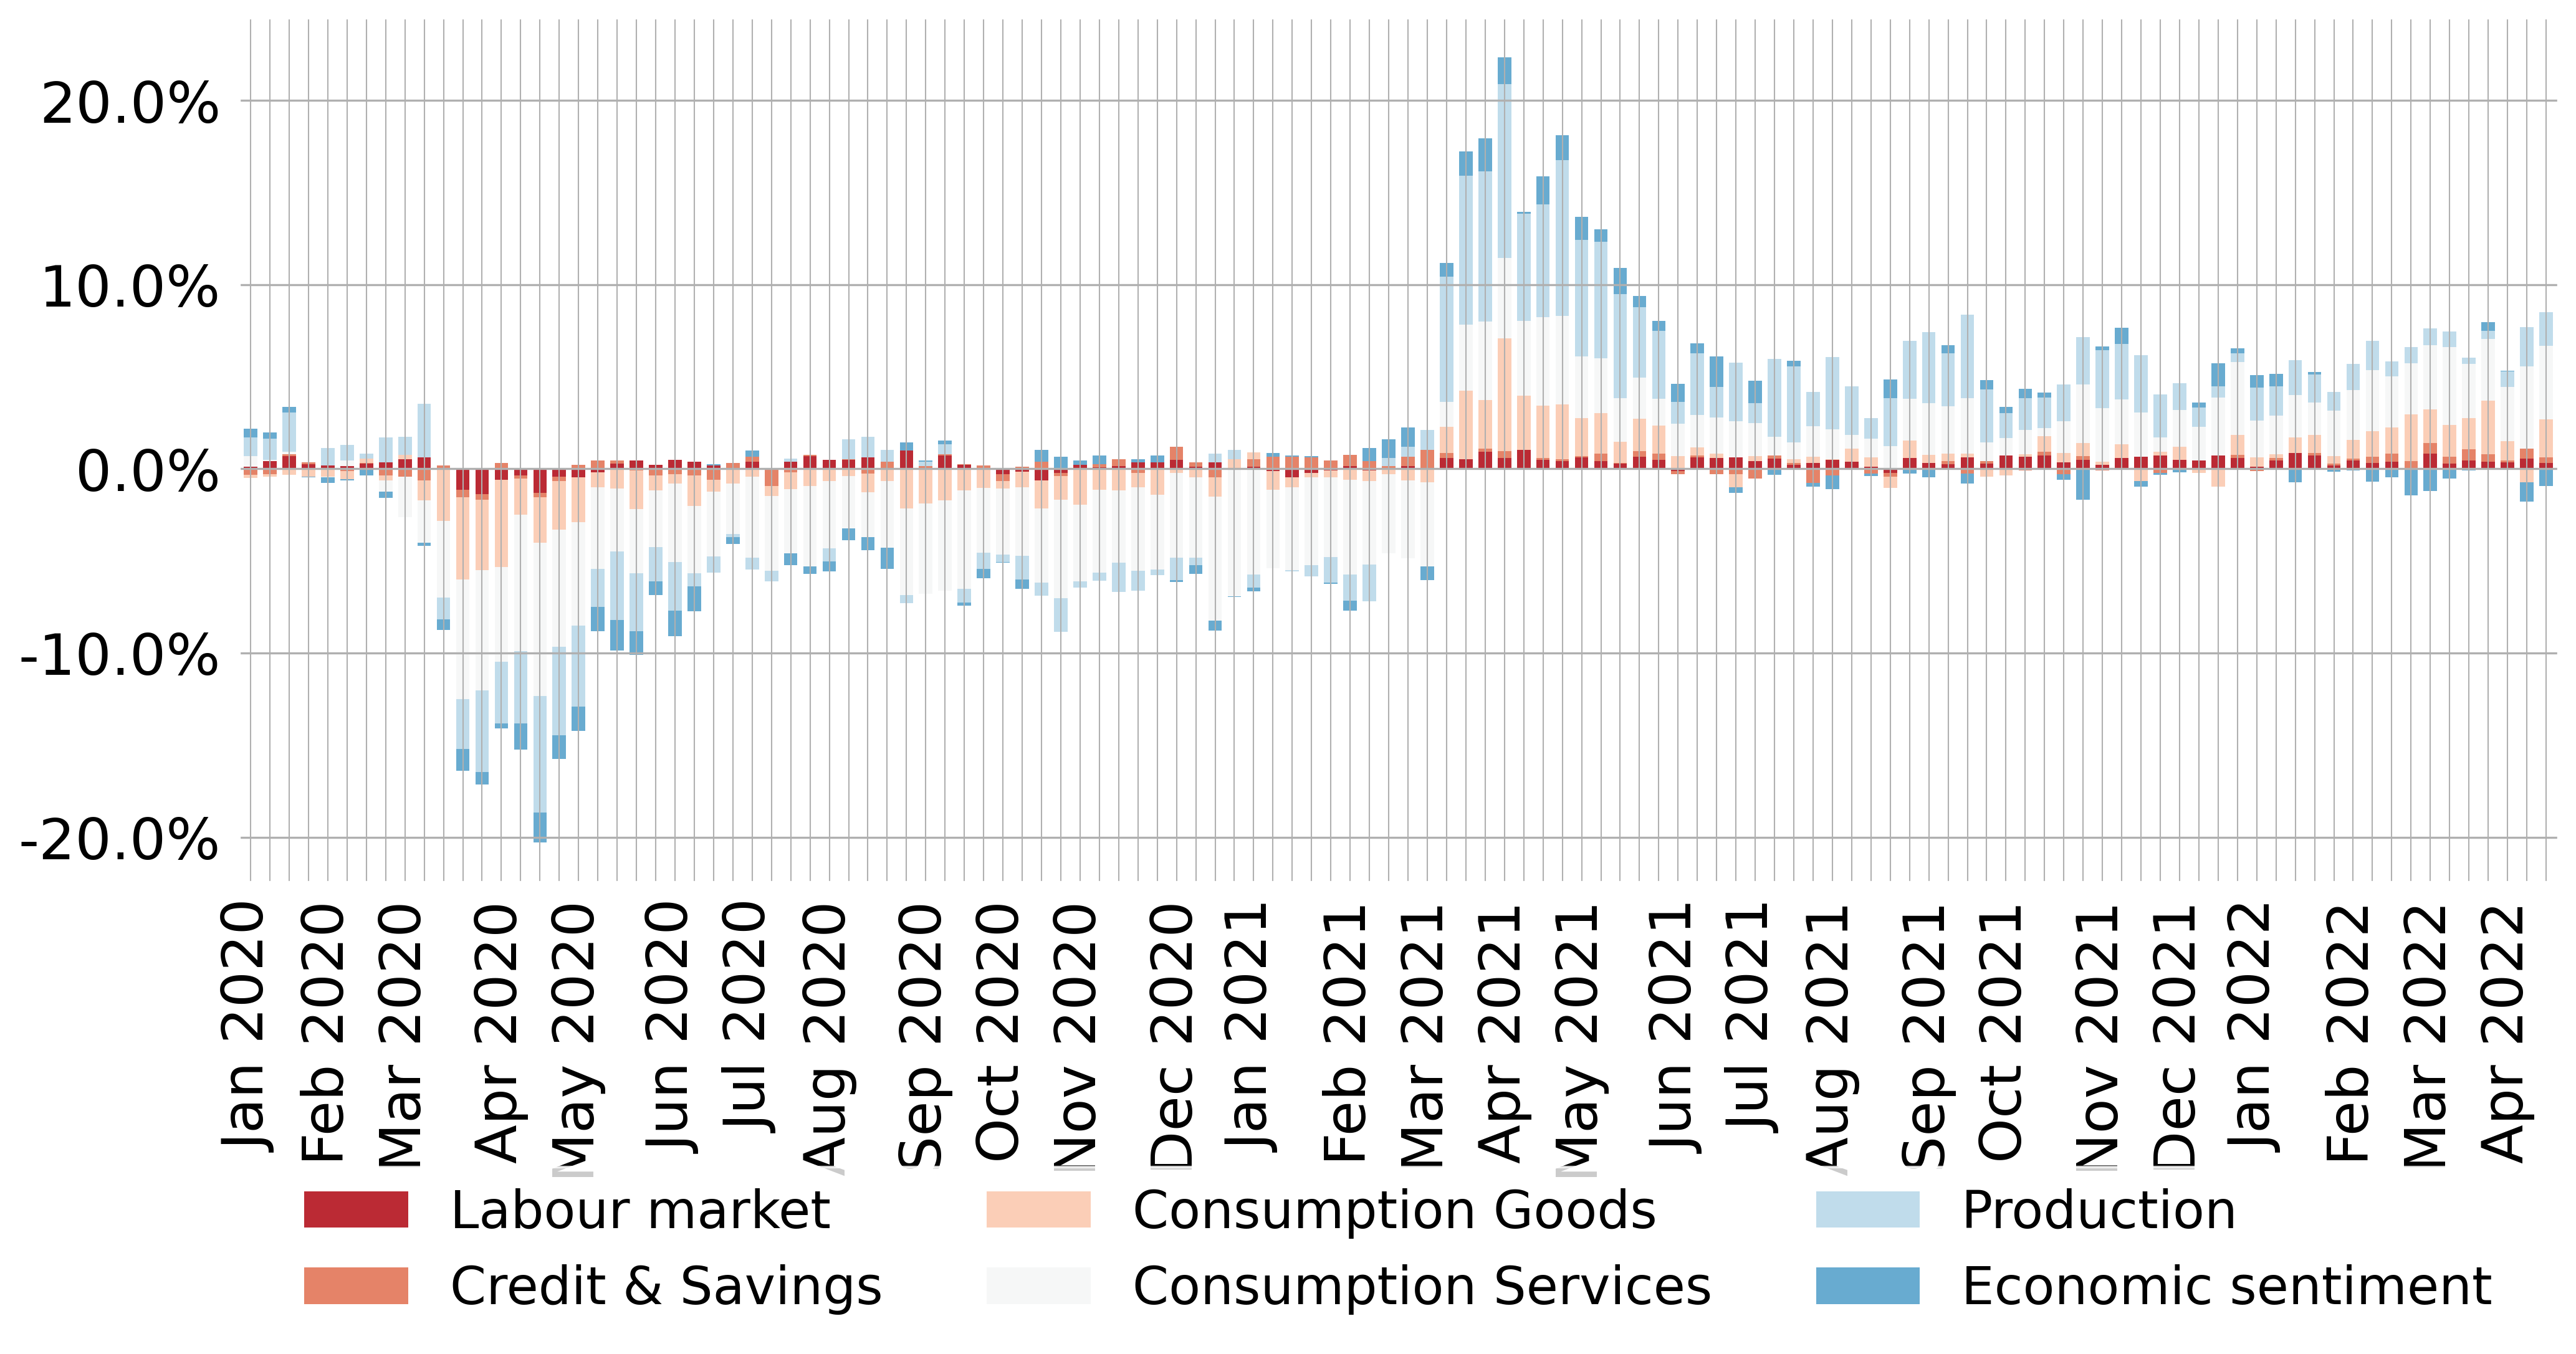 20.0%
10.0%
0.0%
-10.0%
-20.0%
Jan 2020
Feb 2020
Mar 2020
Apr 2020
May 2020
Jun 2020
Jul 2020
Aug 2020
Sep 2020
Oct 2020
Nov 2020
Dec 2020
Jan 2021
Feb 2021
Mar 2021
Apr 2021
May 2021
Jun 2021
Jul 2021
Aug 2021
Sep 2021
Oct 2021
Nov 2021
Dec 2021
Jan 2022
Feb 2022
Mar 2022
Apr 2022
Labour market
Consumption Goods
Production
Credit & Savings
Consumption Services
Economic sentiment